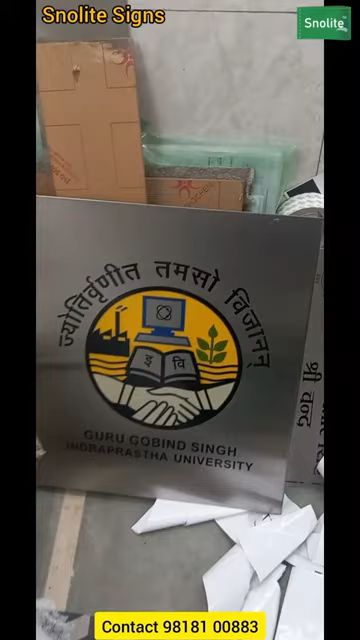 Snolite Signs
Snolite
ज्योतिर्वृणीत तमसो विजानन्
इ वि
GURU GOBIND SINGH
INDRAPRASTHA UNIVERSITY
Contact 98181 00883